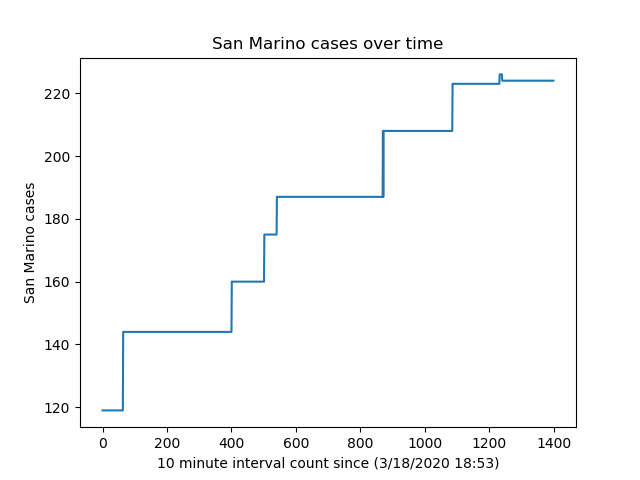 San Marino cases over time
220
200
180
160
140
120
San Marino cases
0 200 400 600 800 1000 1200 1400
10 minute interval count since (3/18/2020 18:53)